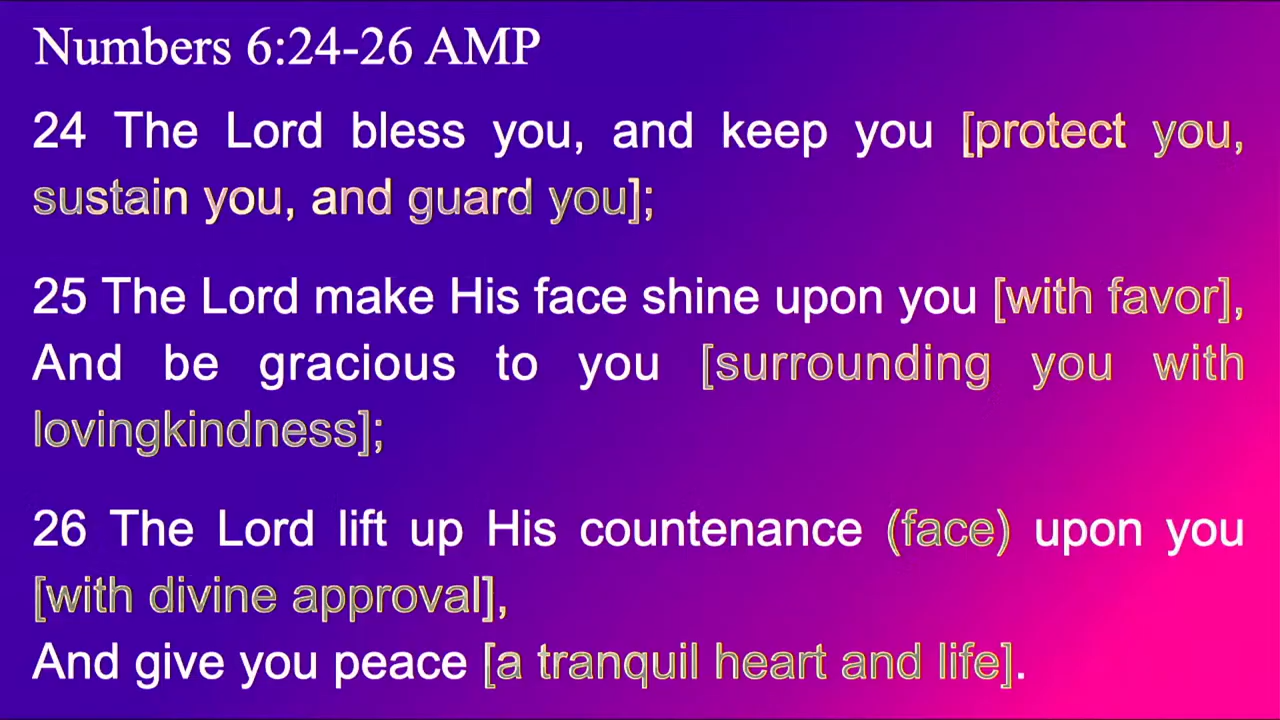 Numbers 6:24-26 AMP
24 The Lord bless you, and keep you [protect you,
sustain you, and guard you];
25 The Lord make His face shine upon you [with favor],
And be gracious to you [surrounding you with
lovingkindness];
26 The Lord lift up His countenance (face) upon you
[with divine approval],
And give you peace [a tranquil heart and life].